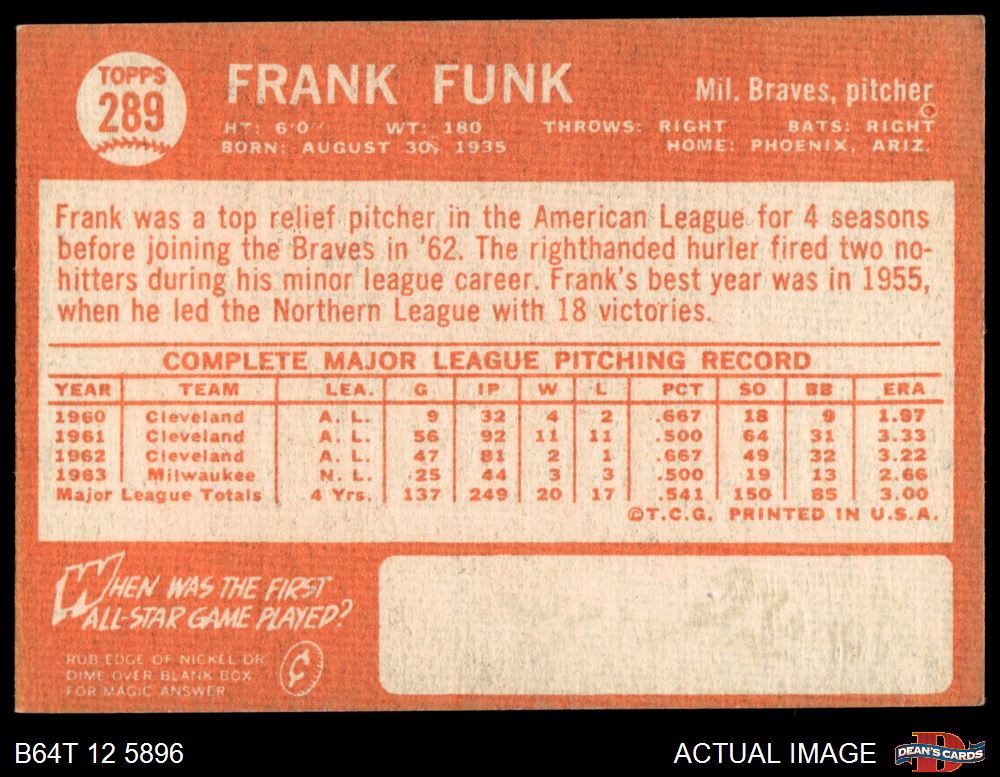 TOPPS
289
FRANK FUNK
Mil. Braves, pitcher
HT: 6'0" WT: 180 THROWS: RIGHT BATS: RIGHT
BORN: AUGUST 30, 1935 HOME: PHOENIX, ARIZ.
Frank was a top relief pitcher in the American League for 4 seasons
before joining the Braves in '62. The righthanded hurler fired two no-
hitters during his minor league career. Frank's best year was in 1955,
when he led the Northern League with 18 victories.
COMPLETE MAJOR LEAGUE PITCHING RECORD
YEAR TEAM LEA. G IP W L PCT SO BB ERA
1960 Cleveland A. L. 9 32 4 2 .667 18 9 1.97
1961 Cleveland A. L. 56 92 11 11 .500 64 31 3.33
1962 Cleveland A. L. 47 81 2 1 .667 49 32 3.22
1963 Milwaukee N. L. 25 44 3 3 .500 19 13 2.66
Major League Totals 4 Yrs. 137 249 20 17 .541 150 85 3.00
©T.C.G. PRINTED IN U.S.A.
WHEN WAS THE FIRST
ALL-STAR GAME PLAYED?
RUB EDGE OF NICKEL OR
DIME OVER BLANK BOX
FOR MAGIC ANSWER
¢
B64T 12 5896
ACTUAL IMAGE
D
DEAN'S CARDS